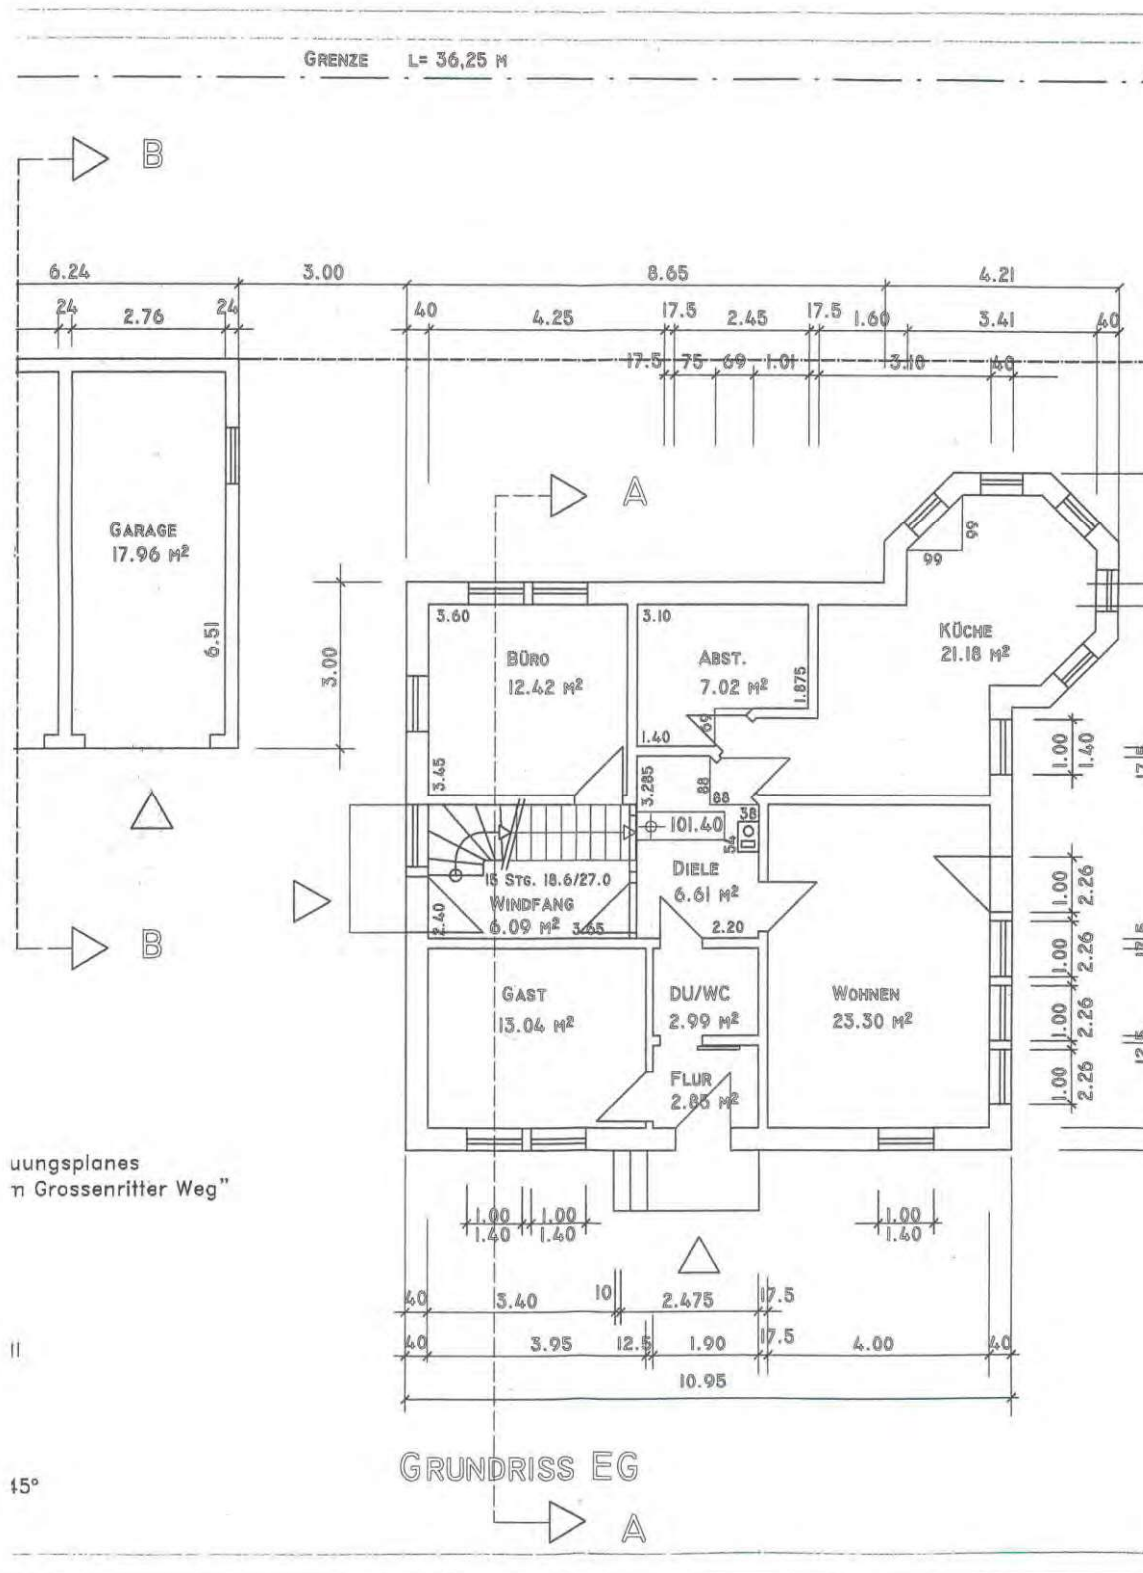 GRENZE L= 36,25 M
B
6.24 3.00 8.65 4.21
24 2.76 24 40 4.25 17.5 2.45 17.5 1.60 3.41 40
17.5 75 69 1.01 3.10 40
A
99
99
GARAGE
17.96 M²
6.51
3.00
3.60
BÜRO
12.42 M²
3.45
3.10
ABST.
7.02 M²
1.875
69
1.40
KÜCHE
21.18 M²
1.00
1.40
17.5
3.285
88
88
101.40
38
54
15 STG. 18.6/27.0
WINDFANG
6.09 M²
2.40
3.65
DIELE
6.61 M²
2.20
B
1.00
2.26
1.00
2.26
17.5
1.00
2.26
1.00
2.26
12.5
GAST
13.04 M²
DU/WC
2.99 M²
WOHNEN
23.30 M²
FLUR
2.85 M²
uungsplanes
n Grossenritter Weg”
1.00 1.00 1.00
1.40 1.40 1.40
40 3.40 10 2.475 17.5
40 3.95 12.5 1.90 17.5 4.00 40
10.95
II
GRUNDRISS EG
45°
A